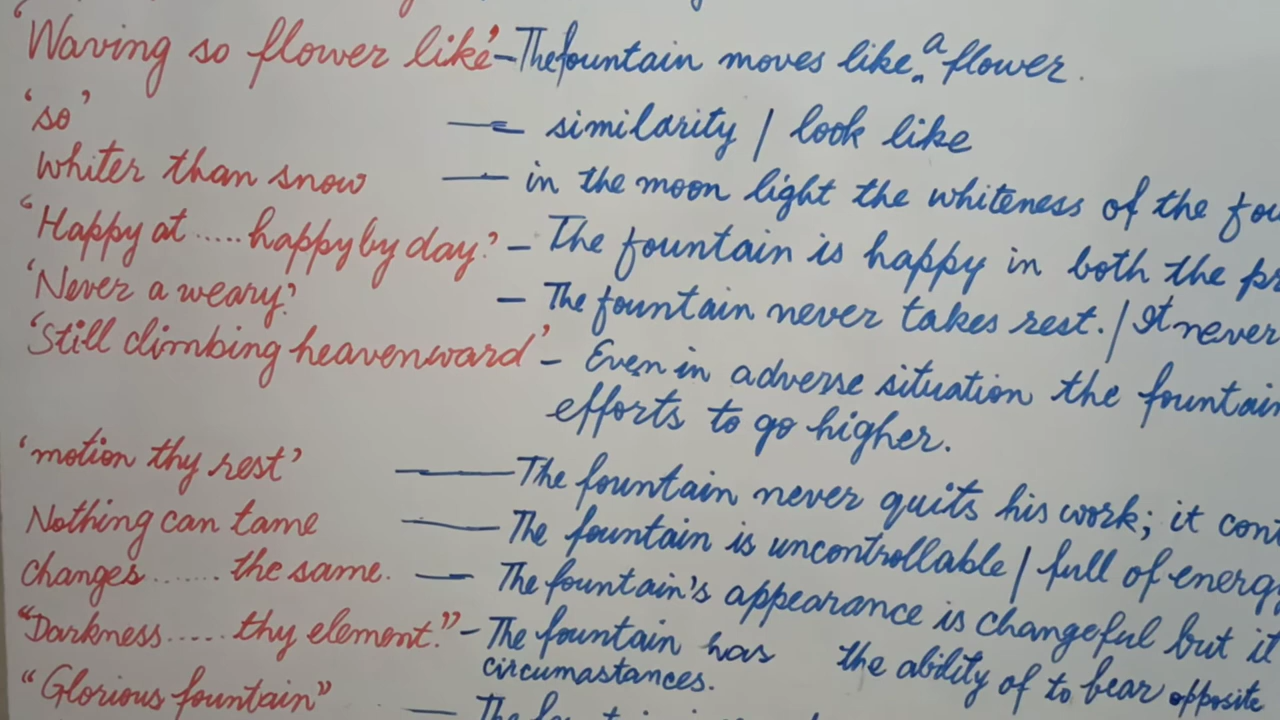 'Waving so flower like' - The fountain moves like a flower.
'so' — similarity / look like
whiter than snow — in the moon light the whiteness of the
'Happy at ..... happy by day.' - The fountain is happy in both the
'Never a weary.' - The fountain never takes rest. / It never
'Still climbing heavenward' - Even in adverse situation the fountain
efforts to go higher.
'motion thy rest' — The fountain never quits his work; it
Nothing can tame — The fountain is uncontrollable / full of energy
changes ....... the same. — The fountain's appearance is changeful but it
"Darkness ..... thy element." - The fountain has the ability of to bear opposite
circumastances.
"Glorious fountain" — The